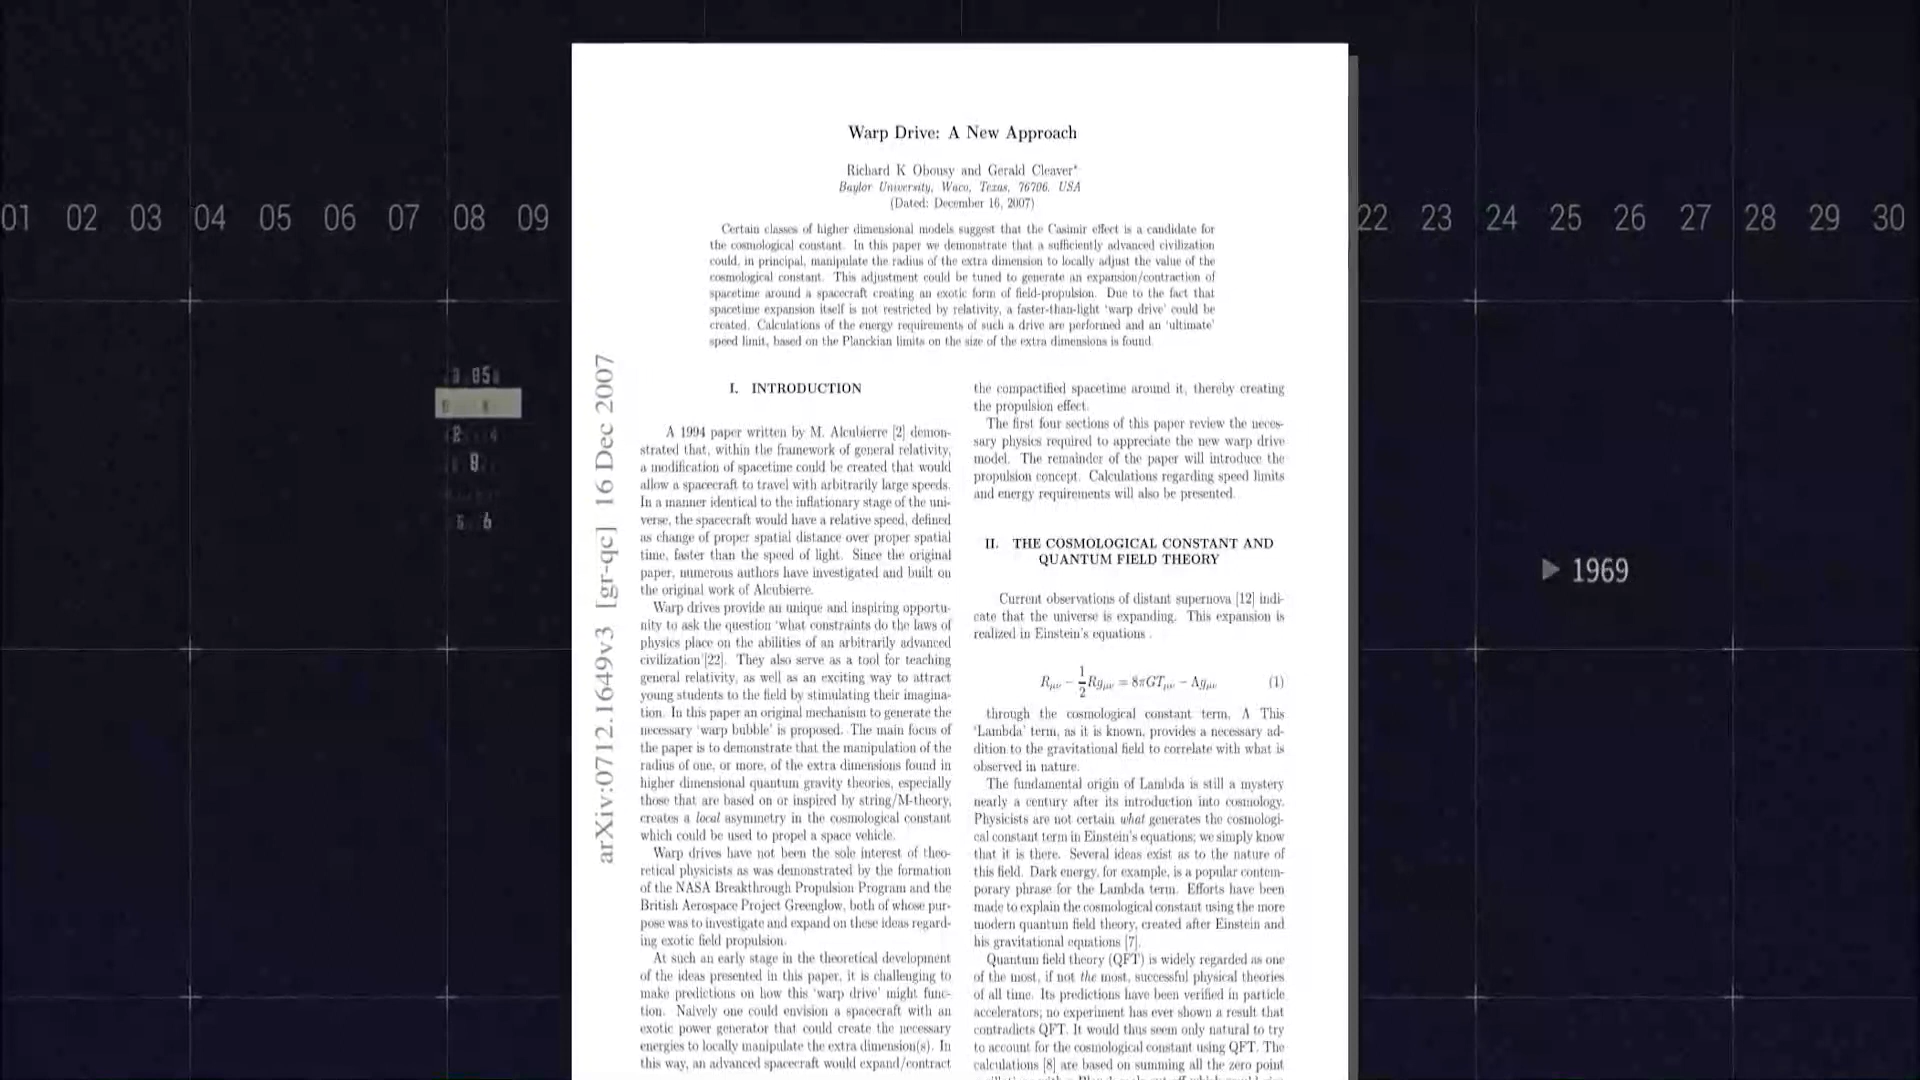 Warp Drive: A New Approach
Richard K Obousy and Gerald Cleaver*
Baylor University, Waco, Texas, 76706, USA
(Dated: December 16, 2007)
Certain classes of higher dimensional models suggest that the Casimir effect is a candidate for
the cosmological constant. In this paper we demonstrate that a sufficiently advanced civilization
could, in principal, manipulate the radius of the extra dimension to locally adjust the value of the
cosmological constant. This adjustment could be tuned to generate an expansion/contraction of
spacetime around a spacecraft creating an exotic form of field-propulsion. Due to the fact that
spacetime expansion itself is not restricted by relativity, a faster-than-light 'warp drive' could be
created. Calculations of the energy requirements of such a drive are performed and an 'ultimate'
speed limit, based on the Planckian limits on the size of the extra dimensions is found.
arXiv:0712.1649v3 [gr-qc] 16 Dec 2007
I. INTRODUCTION
A 1994 paper written by M. Alcubierre [2] demon-
strated that, within the framework of general relativity,
a modification of spacetime could be created that would
allow a spacecraft to travel with arbitrarily large speeds.
In a manner identical to the inflationary stage of the uni-
verse, the spacecraft would have a relative speed, defined
as change of proper spatial distance over proper spatial
time, faster than the speed of light. Since the original
paper, numerous authors have investigated and built on
the original work of Alcubierre.
Warp drives provide an unique and inspiring opportu-
nity to ask the question 'what constraints do the laws of
physics place on the abilities of an arbitrarily advanced
civilization'[22]. They also serve as a tool for teaching
general relativity, as well as an exciting way to attract
young students to the field by stimulating their imagina-
tion. In this paper an original mechanism to generate the
necessary 'warp bubble' is proposed. The main focus of
the paper is to demonstrate that the manipulation of the
radius of one, or more, of the extra dimensions found in
higher dimensional quantum gravity theories, especially
those that are based on or inspired by string/M-theory,
creates a local asymmetry in the cosmological constant
which could be used to propel a space vehicle.
Warp drives have not been the sole interest of theo-
retical physicists as was demonstrated by the formation
of the NASA Breakthrough Propulsion Program and the
British Aerospace Project Greenglow, both of whose pur-
pose was to investigate and expand on these ideas regard-
ing exotic field propulsion.
At such an early stage in the theoretical development
of the ideas presented in this paper, it is challenging to
make predictions on how this 'warp drive' might func-
tion. Naively one could envision a spacecraft with an
exotic power generator that could create the necessary
energies to locally manipulate the extra dimension(s). In
this way, an advanced spacecraft would expand/contract
the compactified spacetime around it, thereby creating
the propulsion effect.
The first four sections of this paper review the neces-
sary physics required to appreciate the new warp drive
model. The remainder of the paper will introduce the
propulsion concept. Calculations regarding speed limits
and energy requirements will also be presented.
II. THE COSMOLOGICAL CONSTANT AND
QUANTUM FIELD THEORY
Current observations of distant supernova [12] indi-
cate that the universe is expanding. This expansion is
realized in Einstein's equations .
Rμν − 1/2 Rgμν = 8πGTμν − Λgμν (1)
through the cosmological constant term, Λ This
'Lambda' term, as it is known, provides a necessary ad-
dition to the gravitational field to correlate with what is
observed in nature.
The fundamental origin of Lambda is still a mystery
nearly a century after its introduction into cosmology.
Physicists are not certain what generates the cosmologi-
cal constant term in Einstein's equations; we simply know
that it is there. Several ideas exist as to the nature of
this field. Dark energy, for example, is a popular contem-
porary phrase for the Lambda term. Efforts have been
made to explain the cosmological constant using the more
modern quantum field theory, created after Einstein and
his gravitational equations [7].
Quantum field theory (QFT) is widely regarded as one
of the most, if not the most, successful physical theories
of all time. Its predictions have been verified in particle
accelerators; no experiment has ever shown a result that
contradicts QFT. It would thus seem only natural to try
to account for the cosmological constant using QFT. The
calculations [8] are based on summing all the zero point
01 02 03 04 05 06 07 08 09
22 23 24 25 26 27 28 29 30
1969